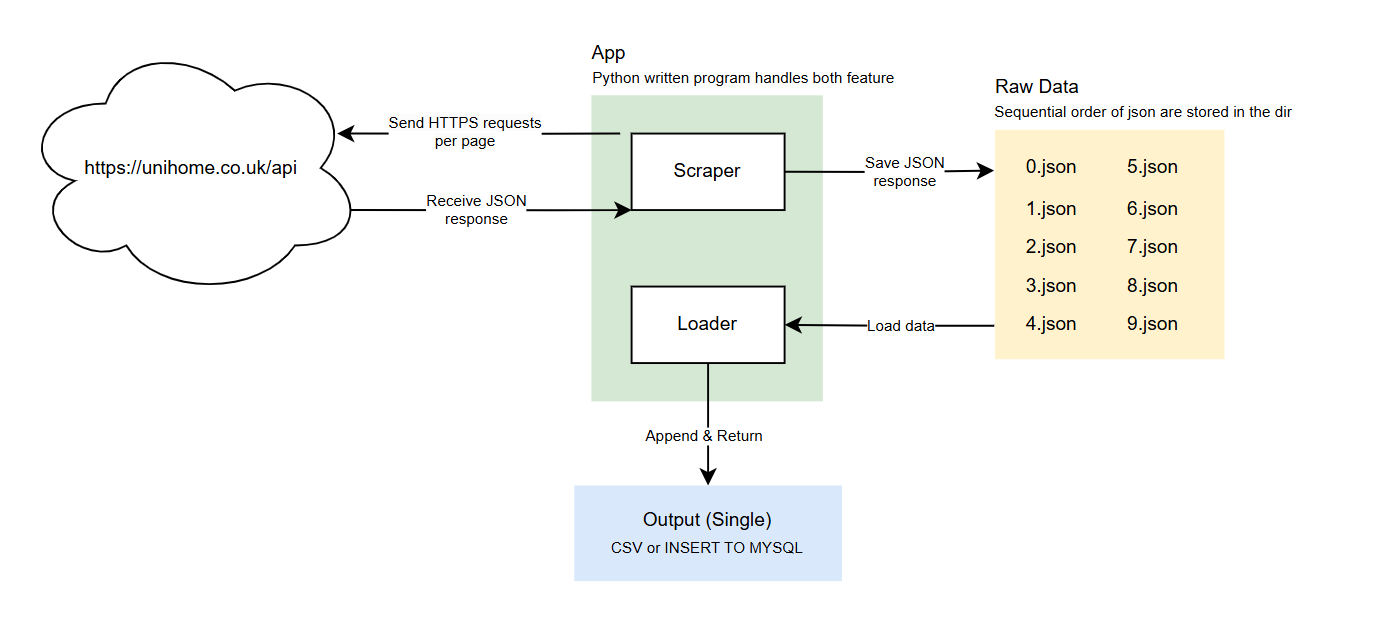 App
Python written program handles both feature
Raw Data
Sequential order of json are stored in the dir
Send HTTPS requests
per page
https://unihome.co.uk/api
Receive JSON
response
Scraper
Save JSON
response
0.json
5.json
1.json
6.json
2.json
7.json
3.json
8.json
4.json
9.json
Loader
Load data
Append & Return
Output (Single)
CSV or INSERT TO MYSQL